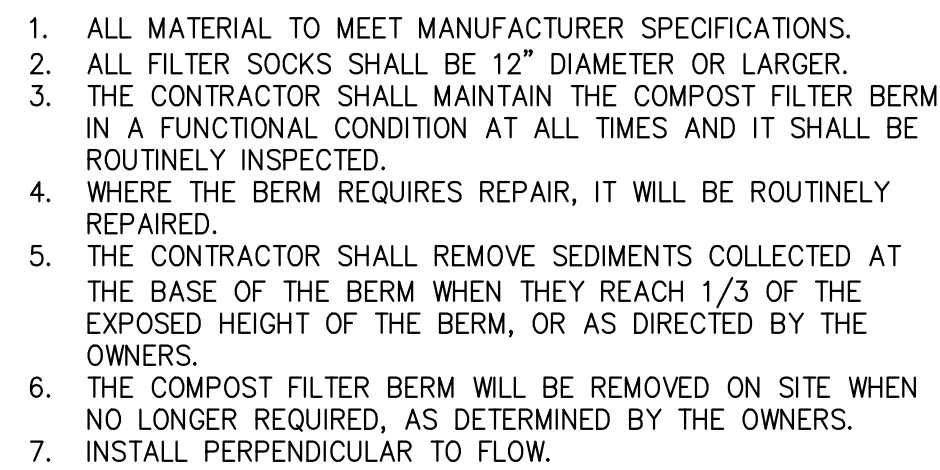 1. ALL MATERIAL TO MEET MANUFACTURER SPECIFICATIONS.
2. ALL FILTER SOCKS SHALL BE 12" DIAMETER OR LARGER.
3. THE CONTRACTOR SHALL MAINTAIN THE COMPOST FILTER BERM
IN A FUNCTIONAL CONDITION AT ALL TIMES AND IT SHALL BE
ROUTINELY INSPECTED.
4. WHERE THE BERM REQUIRES REPAIR, IT WILL BE ROUTINELY
REPAIRED.
5. THE CONTRACTOR SHALL REMOVE SEDIMENTS COLLECTED AT
THE BASE OF THE BERM WHEN THEY REACH 1/3 OF THE
EXPOSED HEIGHT OF THE BERM, OR AS DIRECTED BY THE
OWNERS.
6. THE COMPOST FILTER BERM WILL BE REMOVED ON SITE WHEN
NO LONGER REQUIRED, AS DETERMINED BY THE OWNERS.
7. INSTALL PERPENDICULAR TO FLOW.